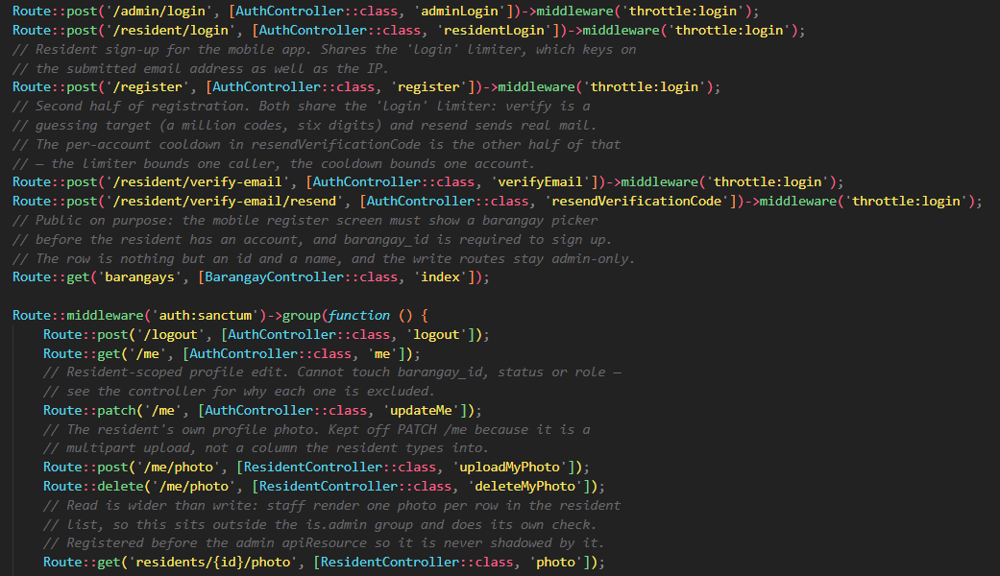 Route::post('/admin/login', [AuthController::class, 'adminLogin'])->middleware('throttle:login');
Route::post('/resident/login', [AuthController::class, 'residentLogin'])->middleware('throttle:login');
// Resident sign-up for the mobile app. Shares the 'login' limiter, which keys on
// the submitted email address as well as the IP.
Route::post('/register', [AuthController::class, 'register'])->middleware('throttle:login');
// Second half of registration. Both share the 'login' limiter: verify is a
// guessing target (a million codes, six digits) and resend sends real mail.
// The per-account cooldown in resendVerificationCode is the other half of that
// — the limiter bounds one caller, the cooldown bounds one account.
Route::post('/resident/verify-email', [AuthController::class, 'verifyEmail'])->middleware('throttle:login');
Route::post('/resident/verify-email/resend', [AuthController::class, 'resendVerificationCode'])->middleware('throttle:login');
// Public on purpose: the mobile register screen must show a barangay picker
// before the resident has an account, and barangay_id is required to sign up.
// The row is nothing but an id and a name, and the write routes stay admin-only.
Route::get('barangays', [BarangayController::class, 'index']);

Route::middleware('auth:sanctum')->group(function () {
    Route::post('/logout', [AuthController::class, 'logout']);
    Route::get('/me', [AuthController::class, 'me']);
    // Resident-scoped profile edit. Cannot touch barangay_id, status or role —
    // see the controller for why each one is excluded.
    Route::patch('/me', [AuthController::class, 'updateMe']);
    // The resident's own profile photo. Kept off PATCH /me because it is a
    // multipart upload, not a column the resident types into.
    Route::post('/me/photo', [ResidentController::class, 'uploadMyPhoto']);
    Route::delete('/me/photo', [ResidentController::class, 'deleteMyPhoto']);
    // Read is wider than write: staff render one photo per row in the resident
    // list, so this sits outside the is.admin group and does its own check.
    // Registered before the admin apiResource so it is never shadowed by it.
    Route::get('residents/{id}/photo', [ResidentController::class, 'photo']);